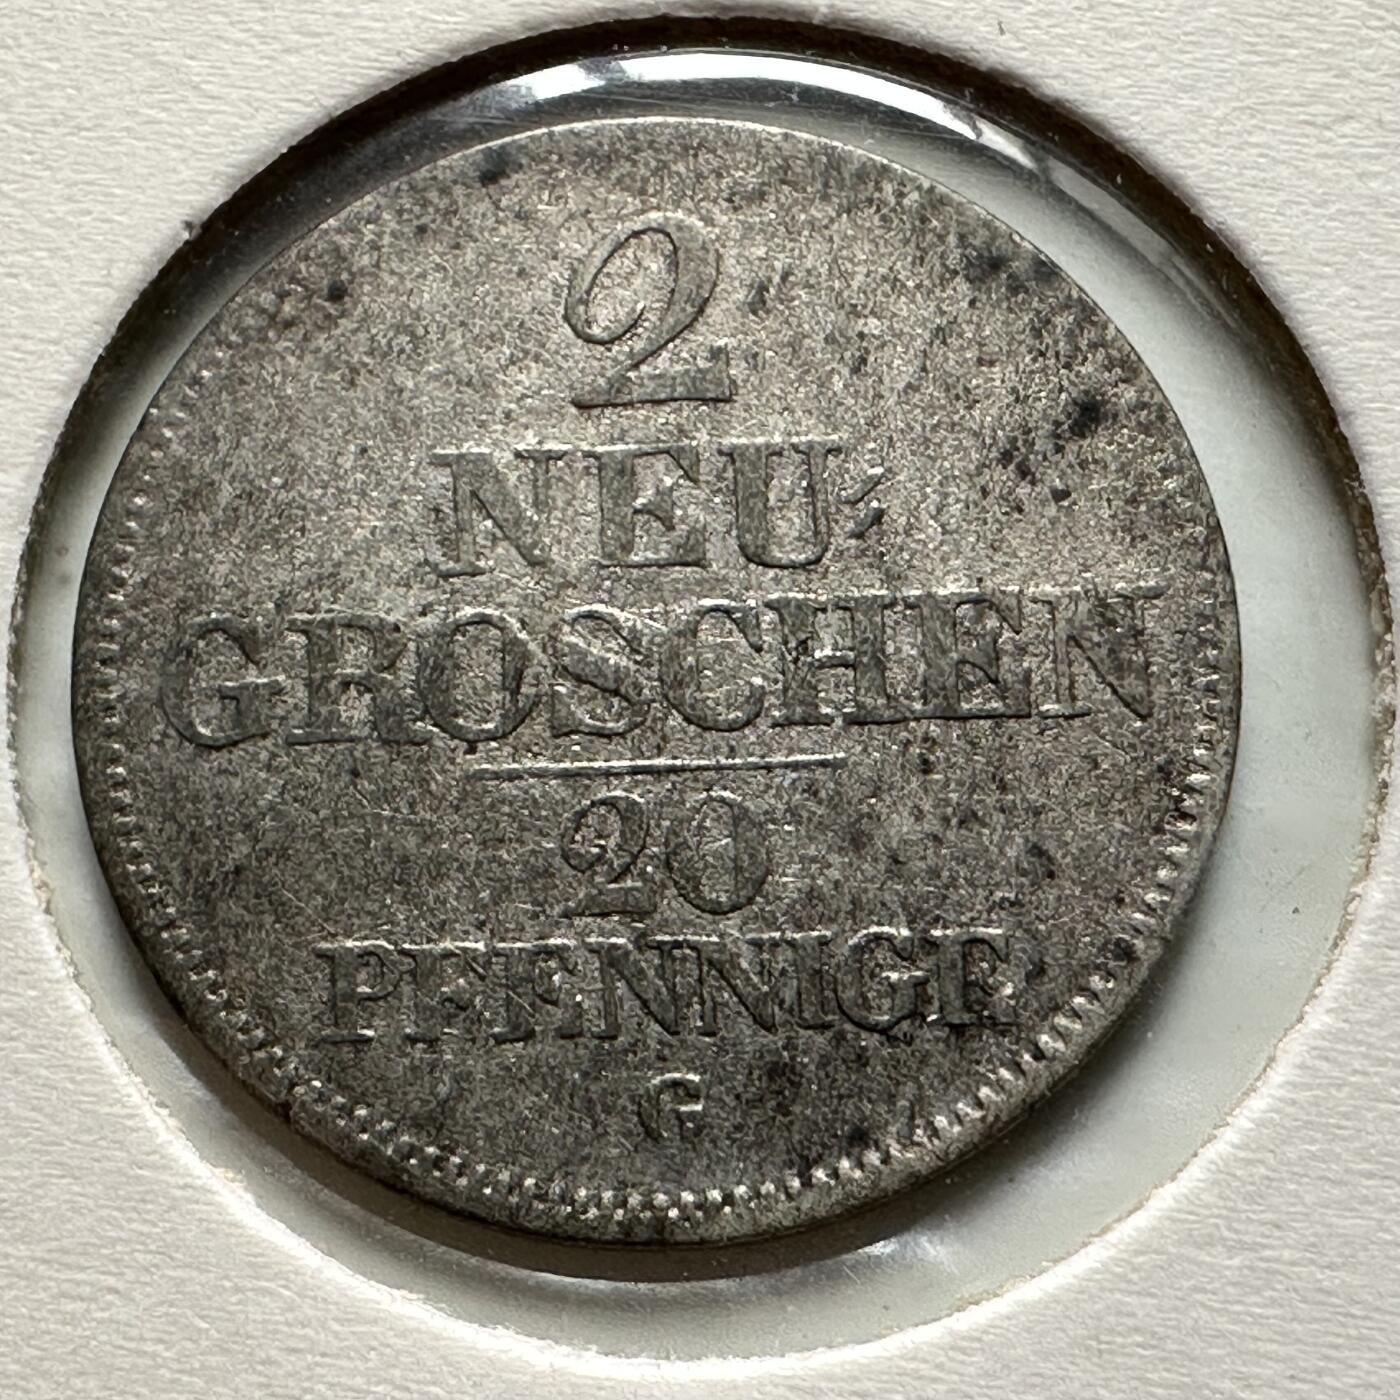 2
NEU⸗
GROSCHEN
20
PFENNIGE
G